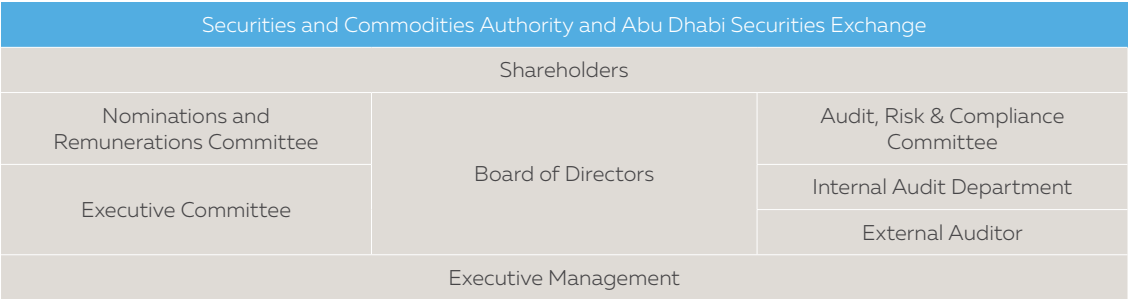 Securities and Commodities Authority and Abu Dhabi Securities Exchange
Shareholders
Nominations and
Remunerations Committee
Executive Committee
Board of Directors
Audit, Risk & Compliance
Committee
Internal Audit Department
External Auditor
Executive Management